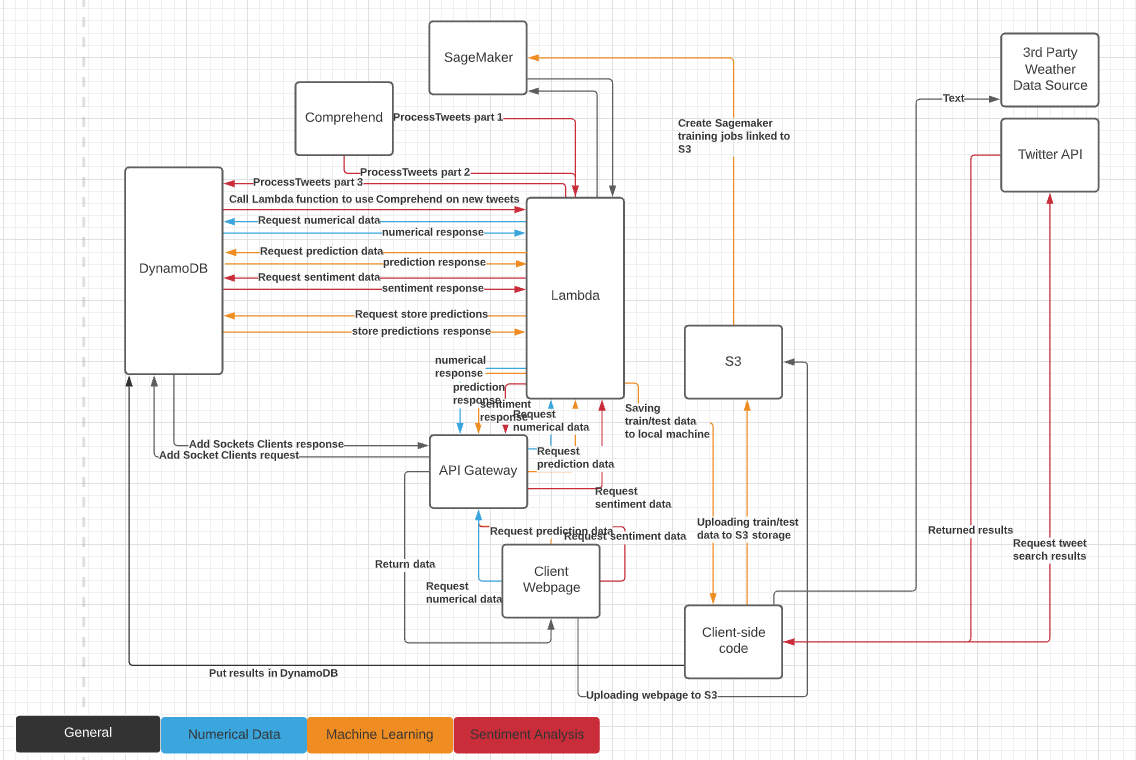 SageMaker
3rd Party
Weather
Data Source
Text
Comprehend
ProcessTweets part 1
Create Sagemaker
training jobs linked to
S3
Twitter API
ProcessTweets part 2
ProcessTweets part 3
Call Lambda function to use Comprehend on new tweets
Request numerical data
numerical response
Request prediction data
prediction response
DynamoDB
Request sentiment data
sentiment response
Lambda
Request store predictions
store predictions response
S3
numerical
response
prediction
response
sentiment
response
Request
numerical data
Saving
train/test data
to local machine
Add Sockets Clients response
Add Socket Clients request
API Gateway
Request
prediction data
Request
sentiment data
Request prediction data
Request sentiment data
Uploading train/test
data to S3 storage
Returned results
Request tweet
search results
Return data
Client
Webpage
Request
numerical data
Client-side
code
Put results in DynamoDB
Uploading webpage to S3
General
Numerical Data
Machine Learning
Sentiment Analysis